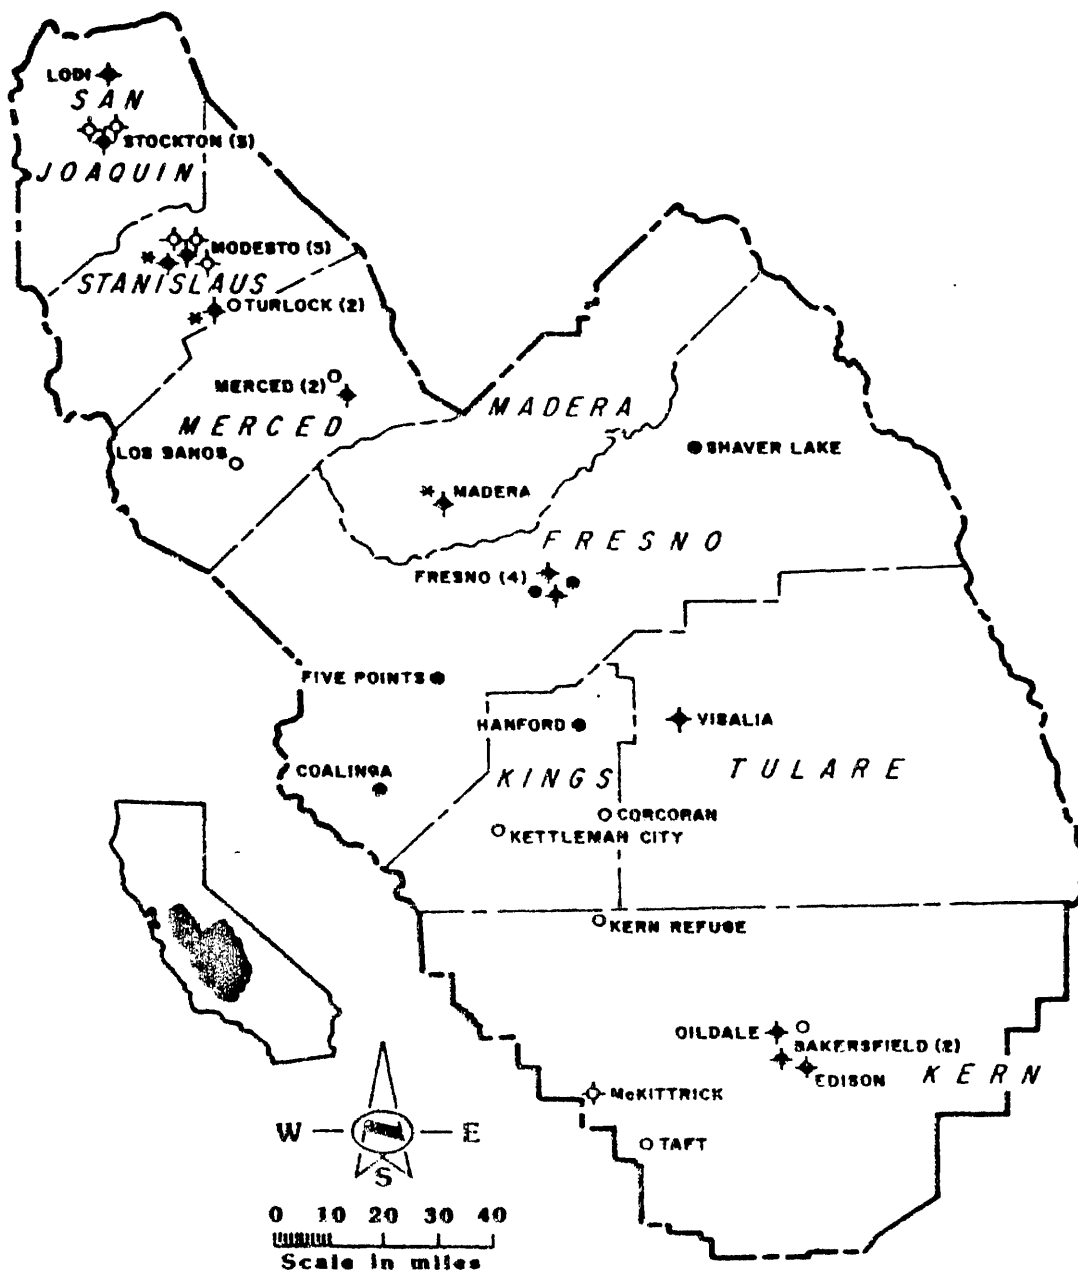 LODI
SAN
STOCKTON (3)
JOAQUIN
MODESTO (5)
*
STANISLAUS
TURLOCK (2)
*
MERCED (2)
MADERA
MERCED
LOS BANOS
SHAVER LAKE
* MADERA
FRESNO
FRESNO (4)
FIVE POINTS
HANFORD
VISALIA
COALINGA
KINGS
TULARE
CORCORAN
KETTLEMAN CITY
KERN REFUGE
OILDALE
BAKERSFIELD (2)
EDISON
KERN
McKITTRICK
W E
TAFT
S
0 10 20 30 40
Scale in miles